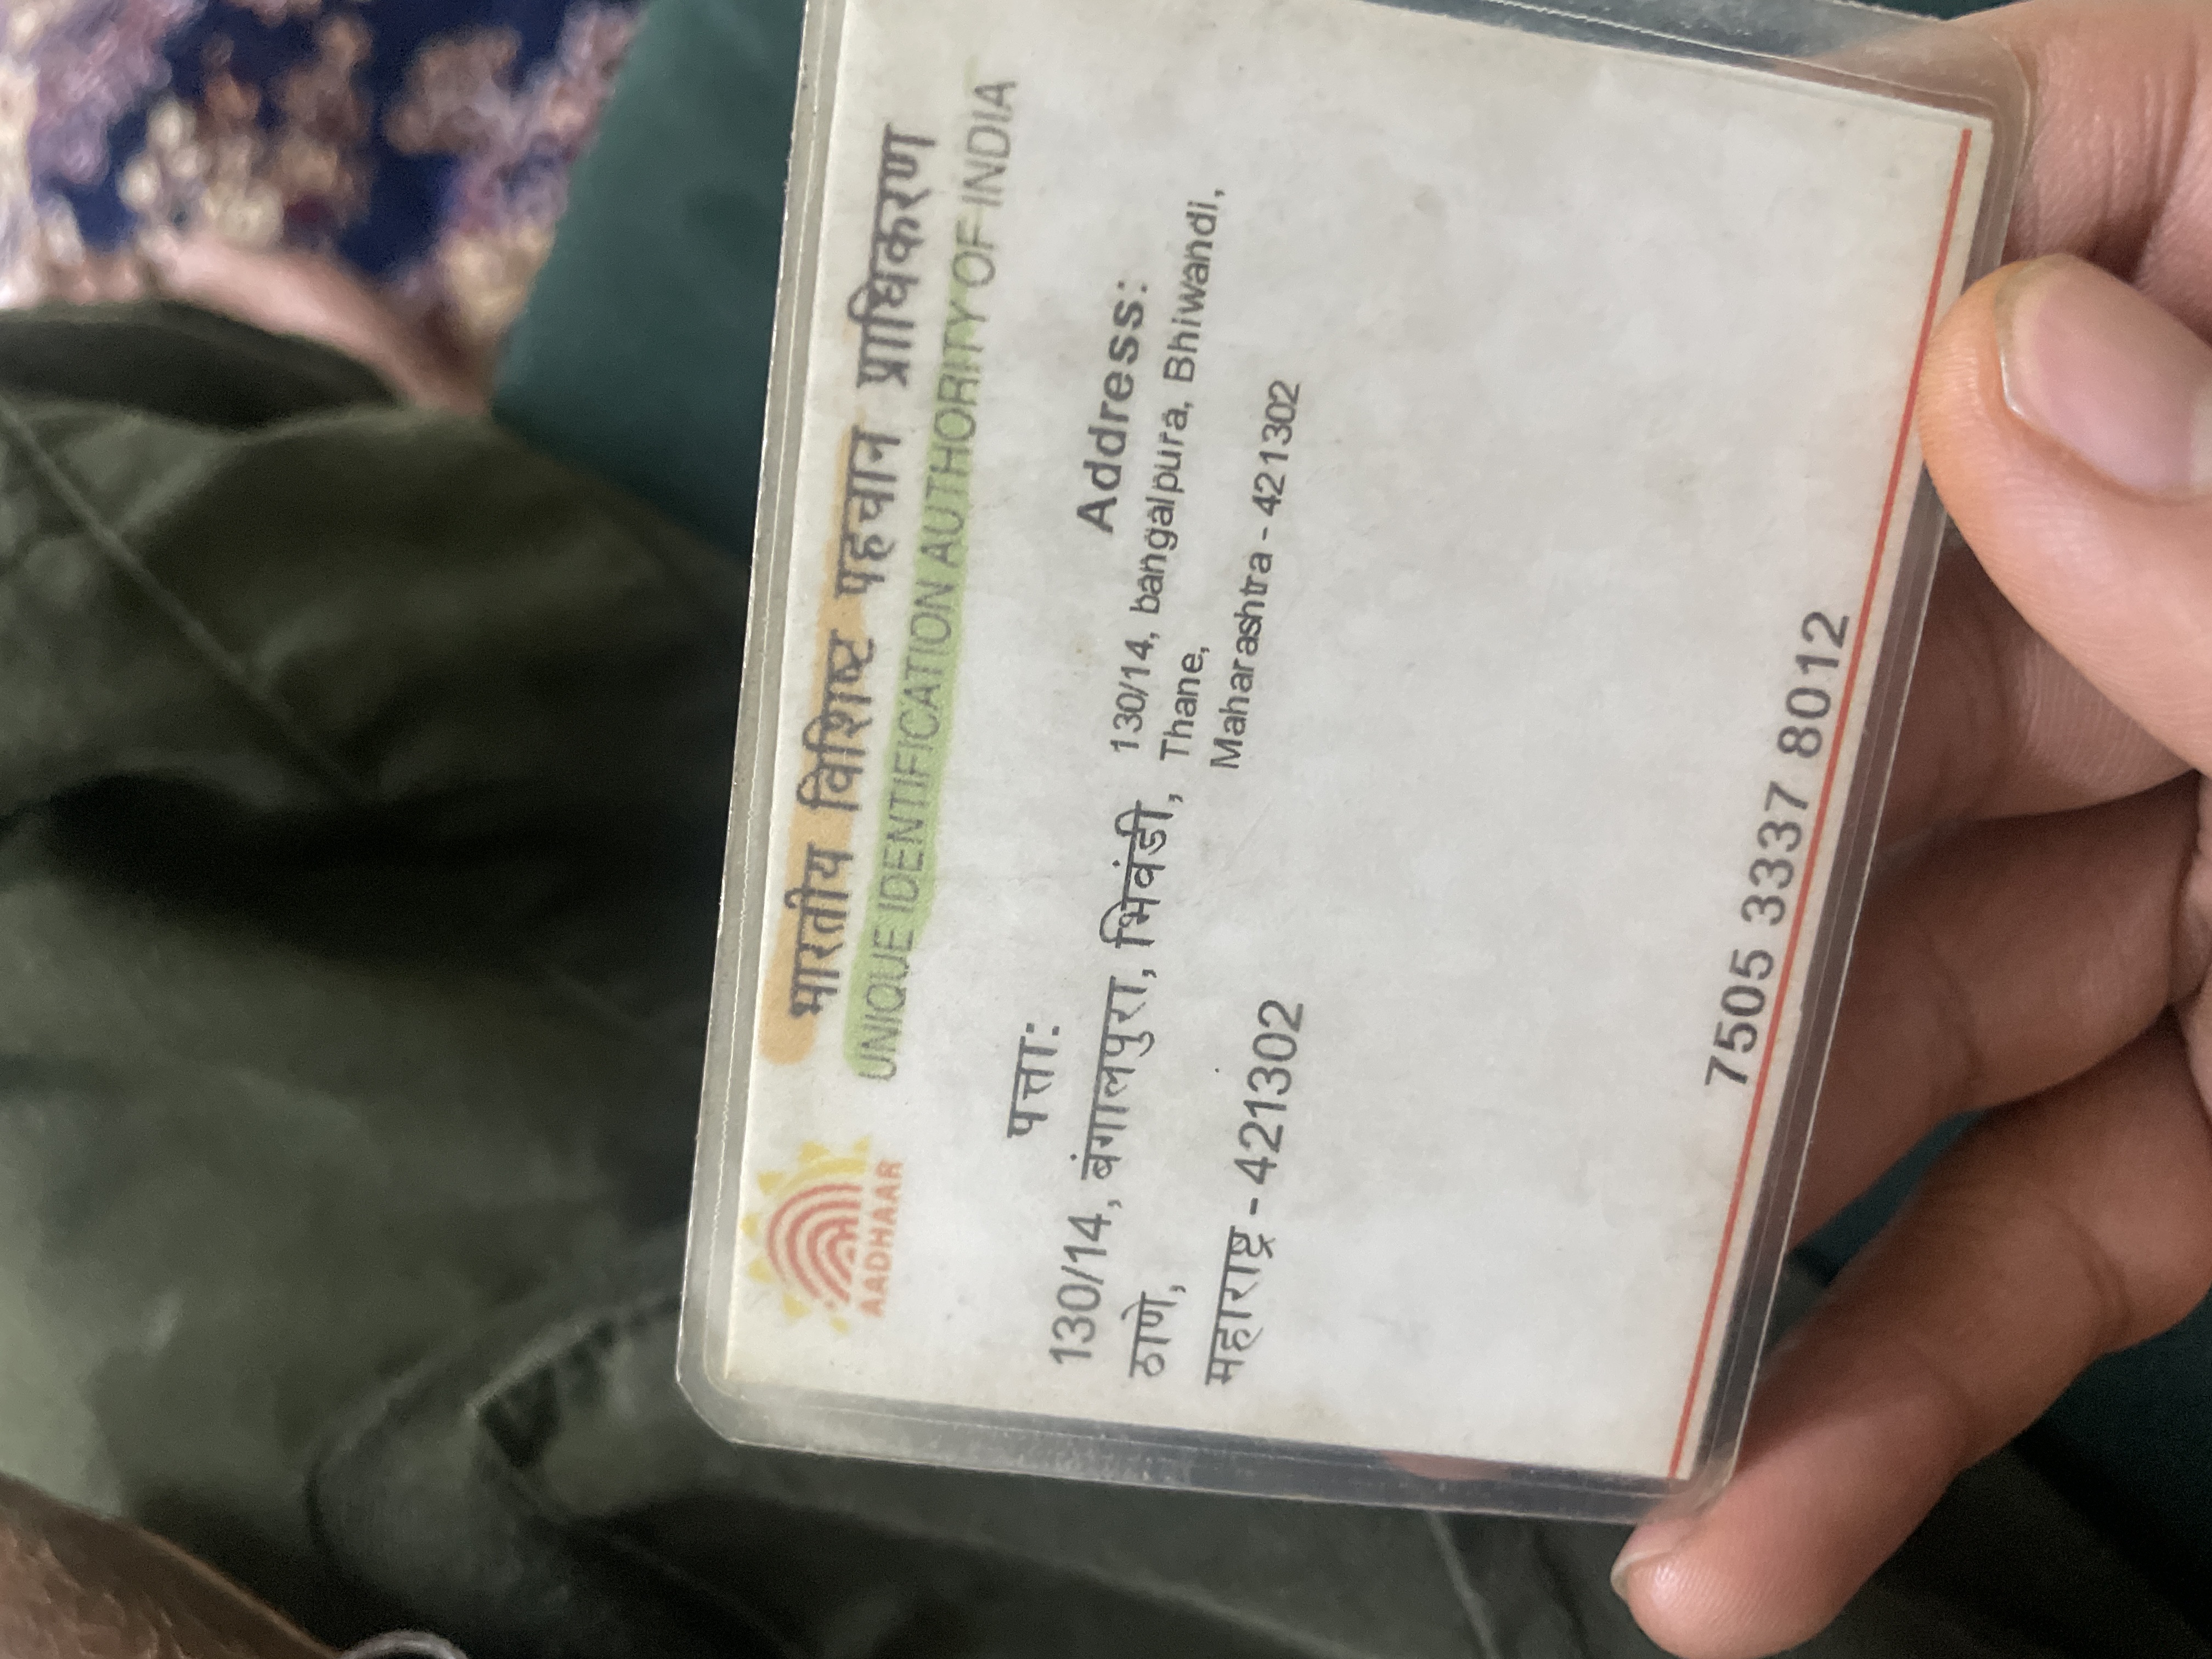 भारतीय विशिष्ट पहचान प्राधिकरण
UNIQUE IDENTIFICATION AUTHORITY OF INDIA
AADHAAR
पत्ता:
130/14, बंगालपुरा, भिवंडी,
ठाणे,
महाराष्ट्र - 421302
Address:
130/14, bangalpura, Bhiwandi,
Thane,
Maharashtra - 421302
7505 3337 8012